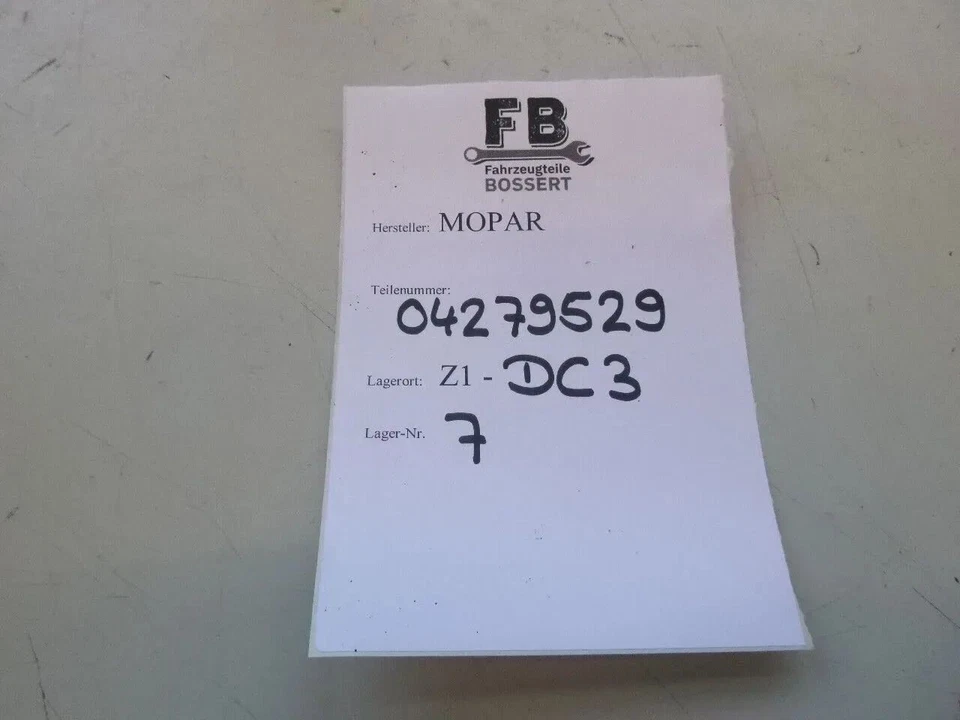 FB
Fahrzeugteile
BOSSERT
Hersteller: MOPAR
Teilenummer:
04279529
Lagerort: Z1 - DC3
Lager-Nr. 7